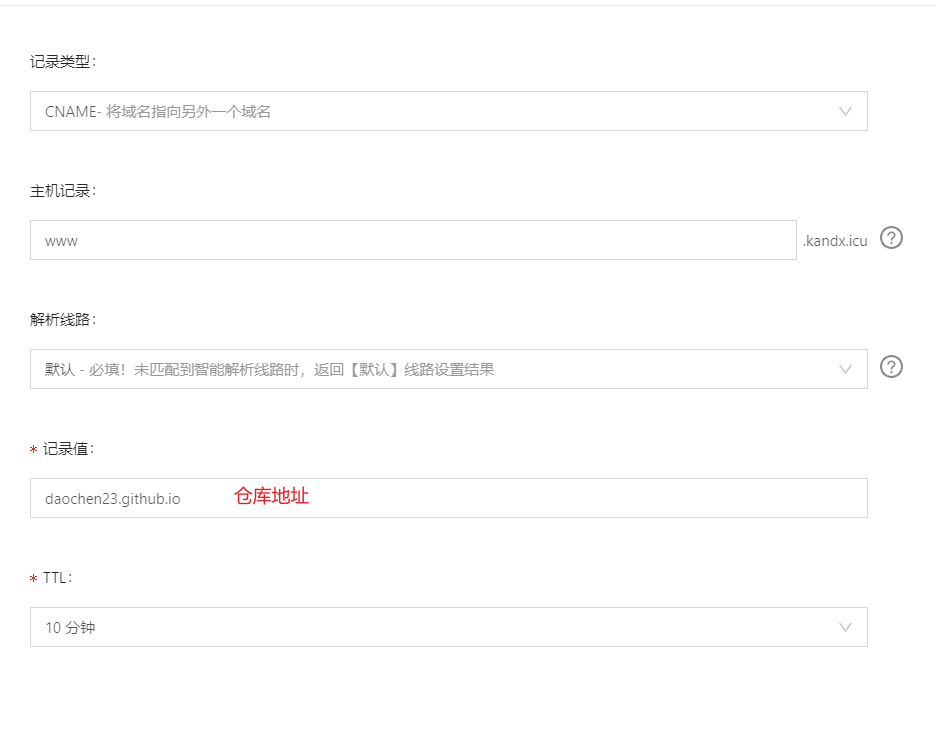 记录类型：
CNAME- 将域名指向另外一个域名
主机记录：
www .kandx.icu ?
解析线路：
默认 - 必填！未匹配到智能解析线路时，返回【默认】线路设置结果 ?
* 记录值：
daochen23.github.io 仓库地址
* TTL：
10 分钟